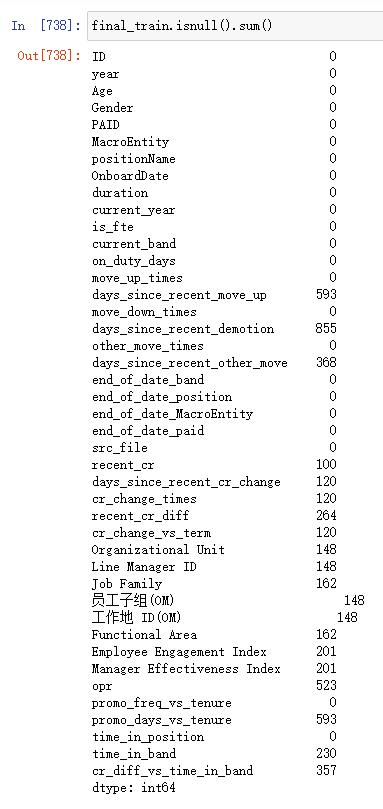 In [738]: final_train.isnull().sum()
Out[738]: ID 0
year 0
Age 0
Gender 0
PAID 0
MacroEntity 0
positionName 0
OnboardDate 0
duration 0
current_year 0
is_fte 0
current_band 0
on_duty_days 0
move_up_times 0
days_since_recent_move_up 593
move_down_times 0
days_since_recent_demotion 855
other_move_times 0
days_since_recent_other_move 368
end_of_date_band 0
end_of_date_position 0
end_of_date_MacroEntity 0
end_of_date_paid 0
src_file 0
recent_cr 100
days_since_recent_cr_change 120
cr_change_times 120
recent_cr_diff 264
cr_change_vs_term 120
Organizational Unit 148
Line Manager ID 148
Job Family 162
员工子组(OM) 148
工作地 ID(OM) 148
Functional Area 162
Employee Engagement Index 201
Manager Effectiveness Index 201
opr 523
promo_freq_vs_tenure 0
promo_days_vs_tenure 593
time_in_position 0
time_in_band 230
cr_diff_vs_time_in_band 357
dtype: int64